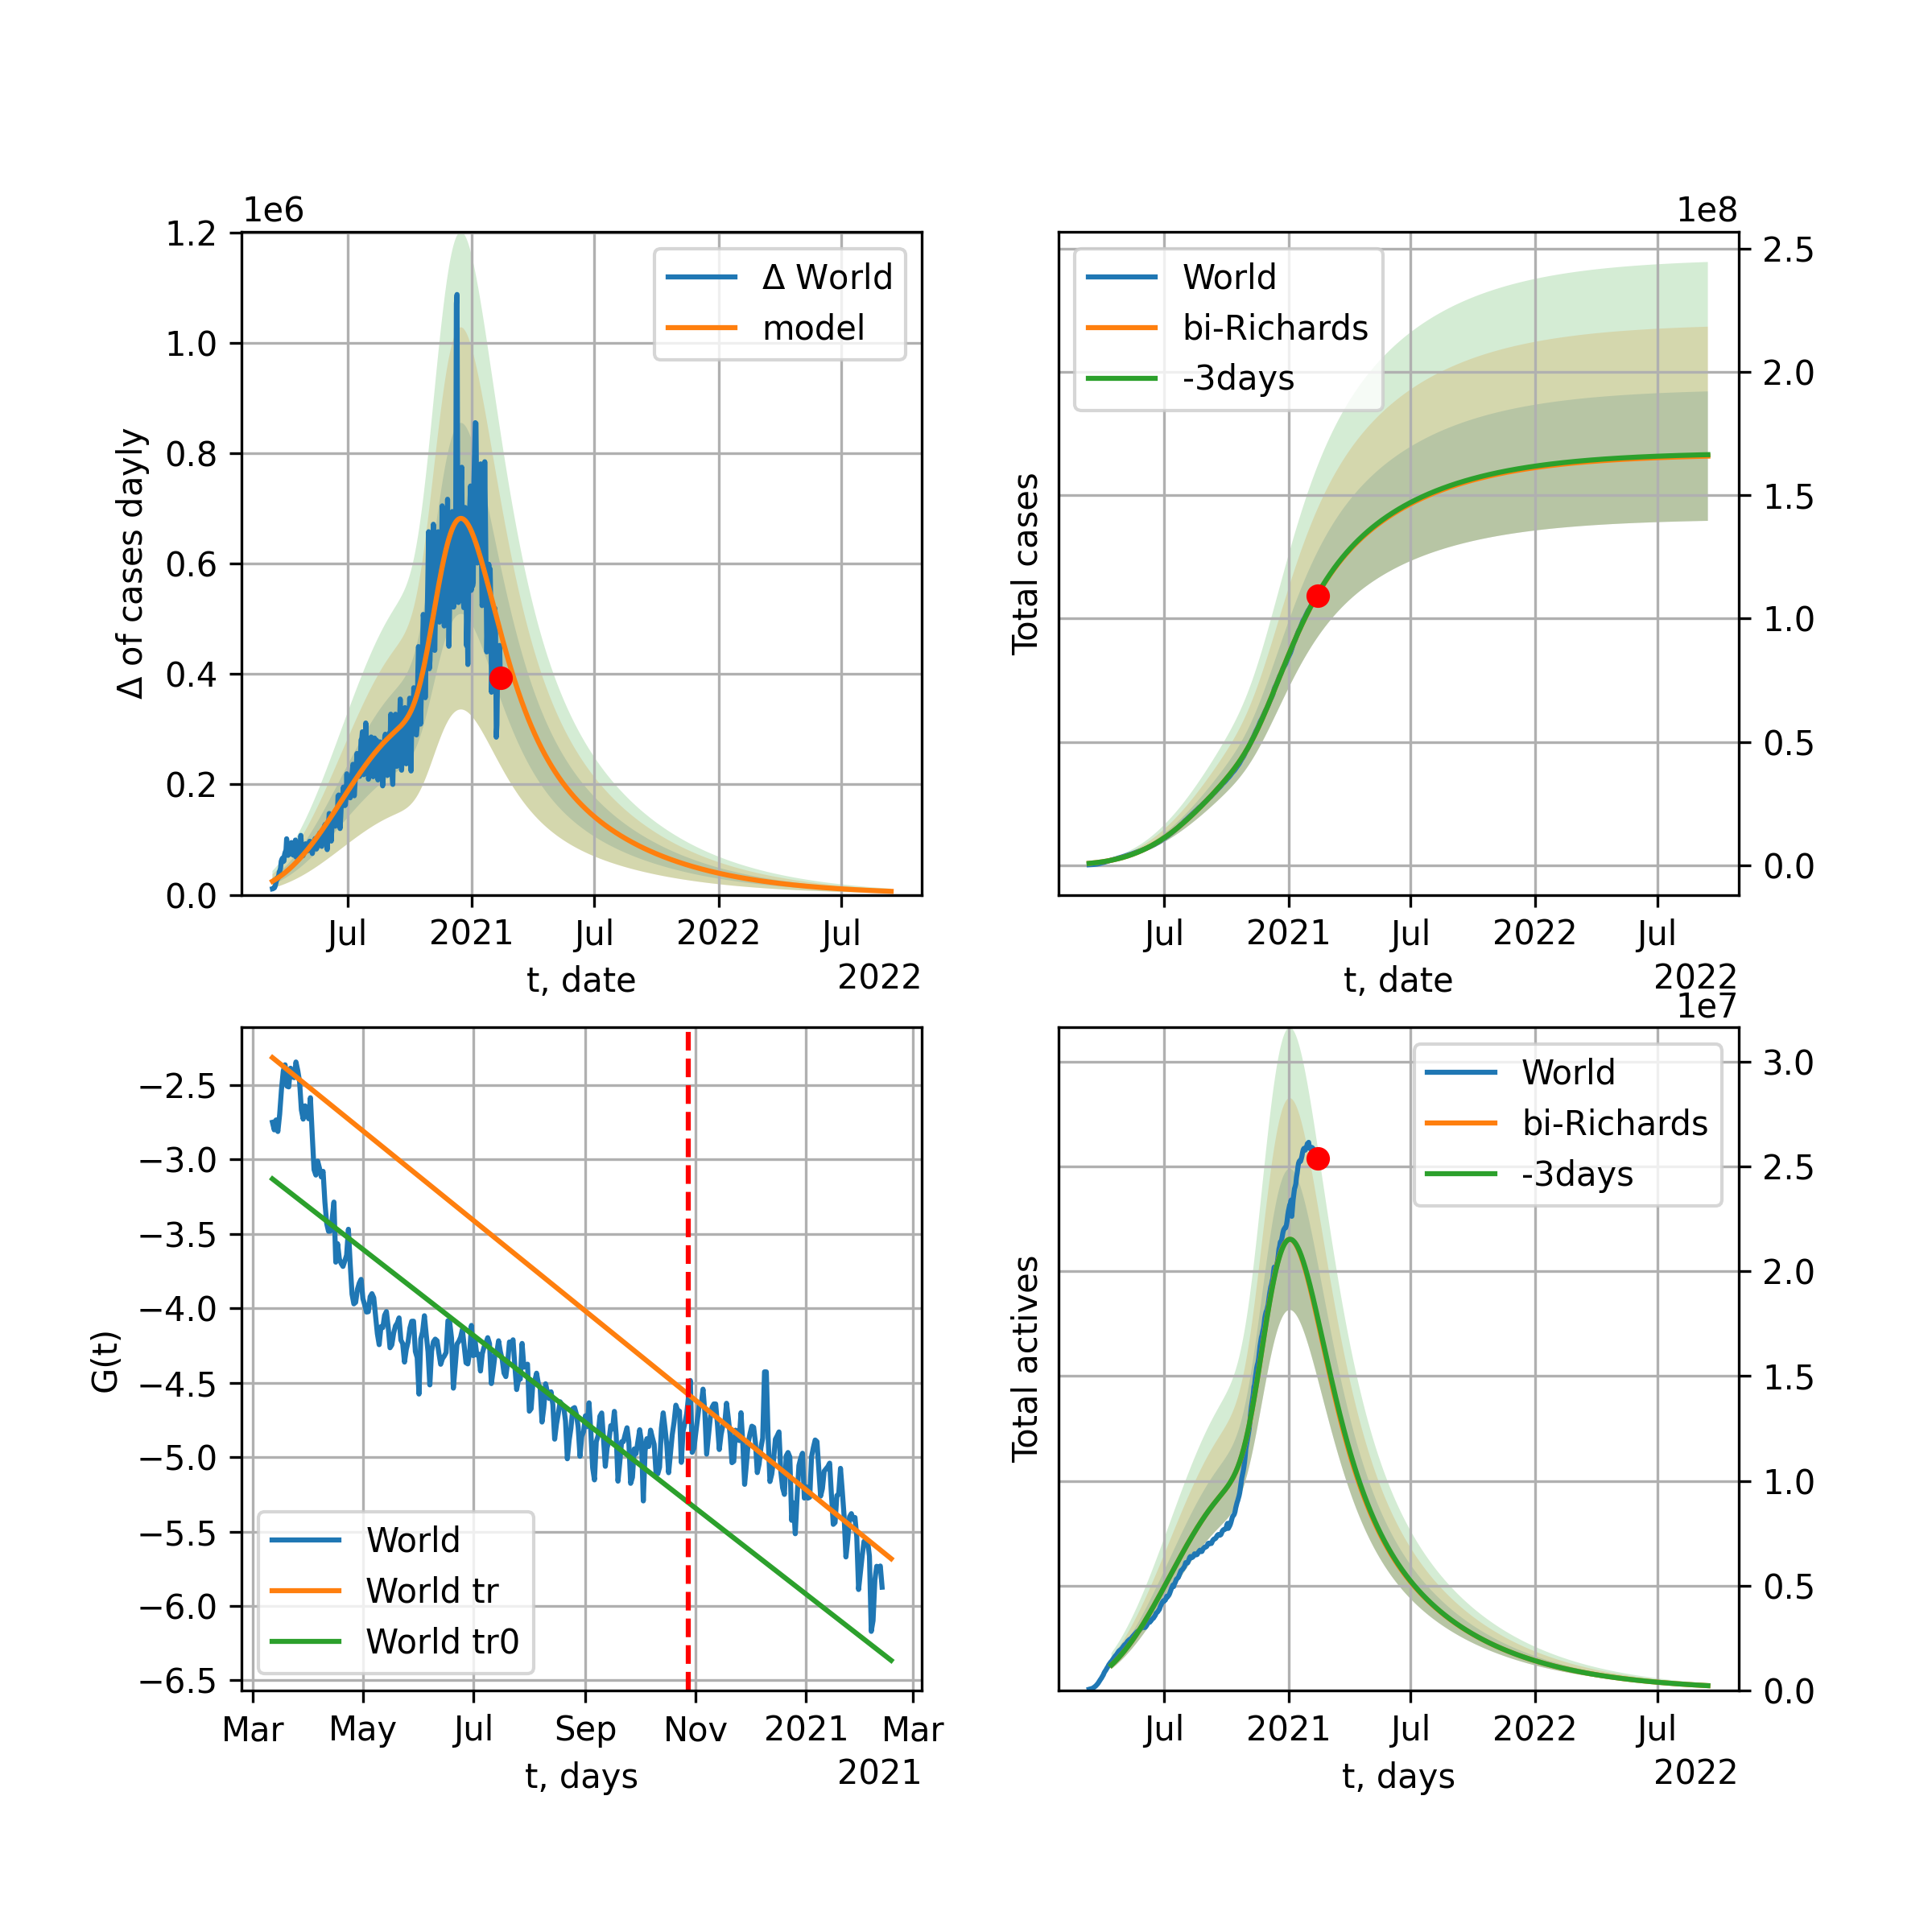 1e6
1.2
1.0
0.8
0.6
0.4
0.2
0.0
Δ of cases dayly
Δ World
model
Jul 2021 Jul 2022 Jul
t, date
2022
1e8
World
bi-Richards
-3days
2.5
2.0
1.5
1.0
0.5
0.0
Total cases
Jul 2021 Jul 2022 Jul
t, date
2022
−2.5
−3.0
−3.5
−4.0
−4.5
−5.0
−5.5
−6.0
−6.5
G(t)
World
World tr
World tr0
Mar May Jul Sep Nov 2021 Mar
t, days
2021
1e7
World
bi-Richards
-3days
3.0
2.5
2.0
1.5
1.0
0.5
0.0
Total actives
Jul 2021 Jul 2022 Jul
t, days
2022